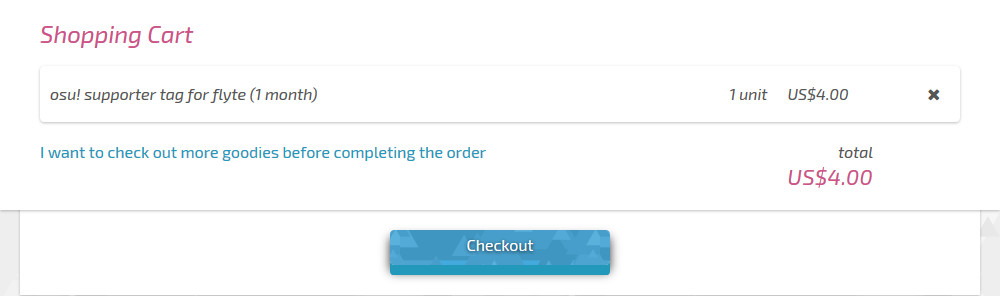 Shopping Cart
osu! supporter tag for flyte (1 month) 1 unit US$4.00 ✖
I want to check out more goodies before completing the order total
US$4.00
Checkout